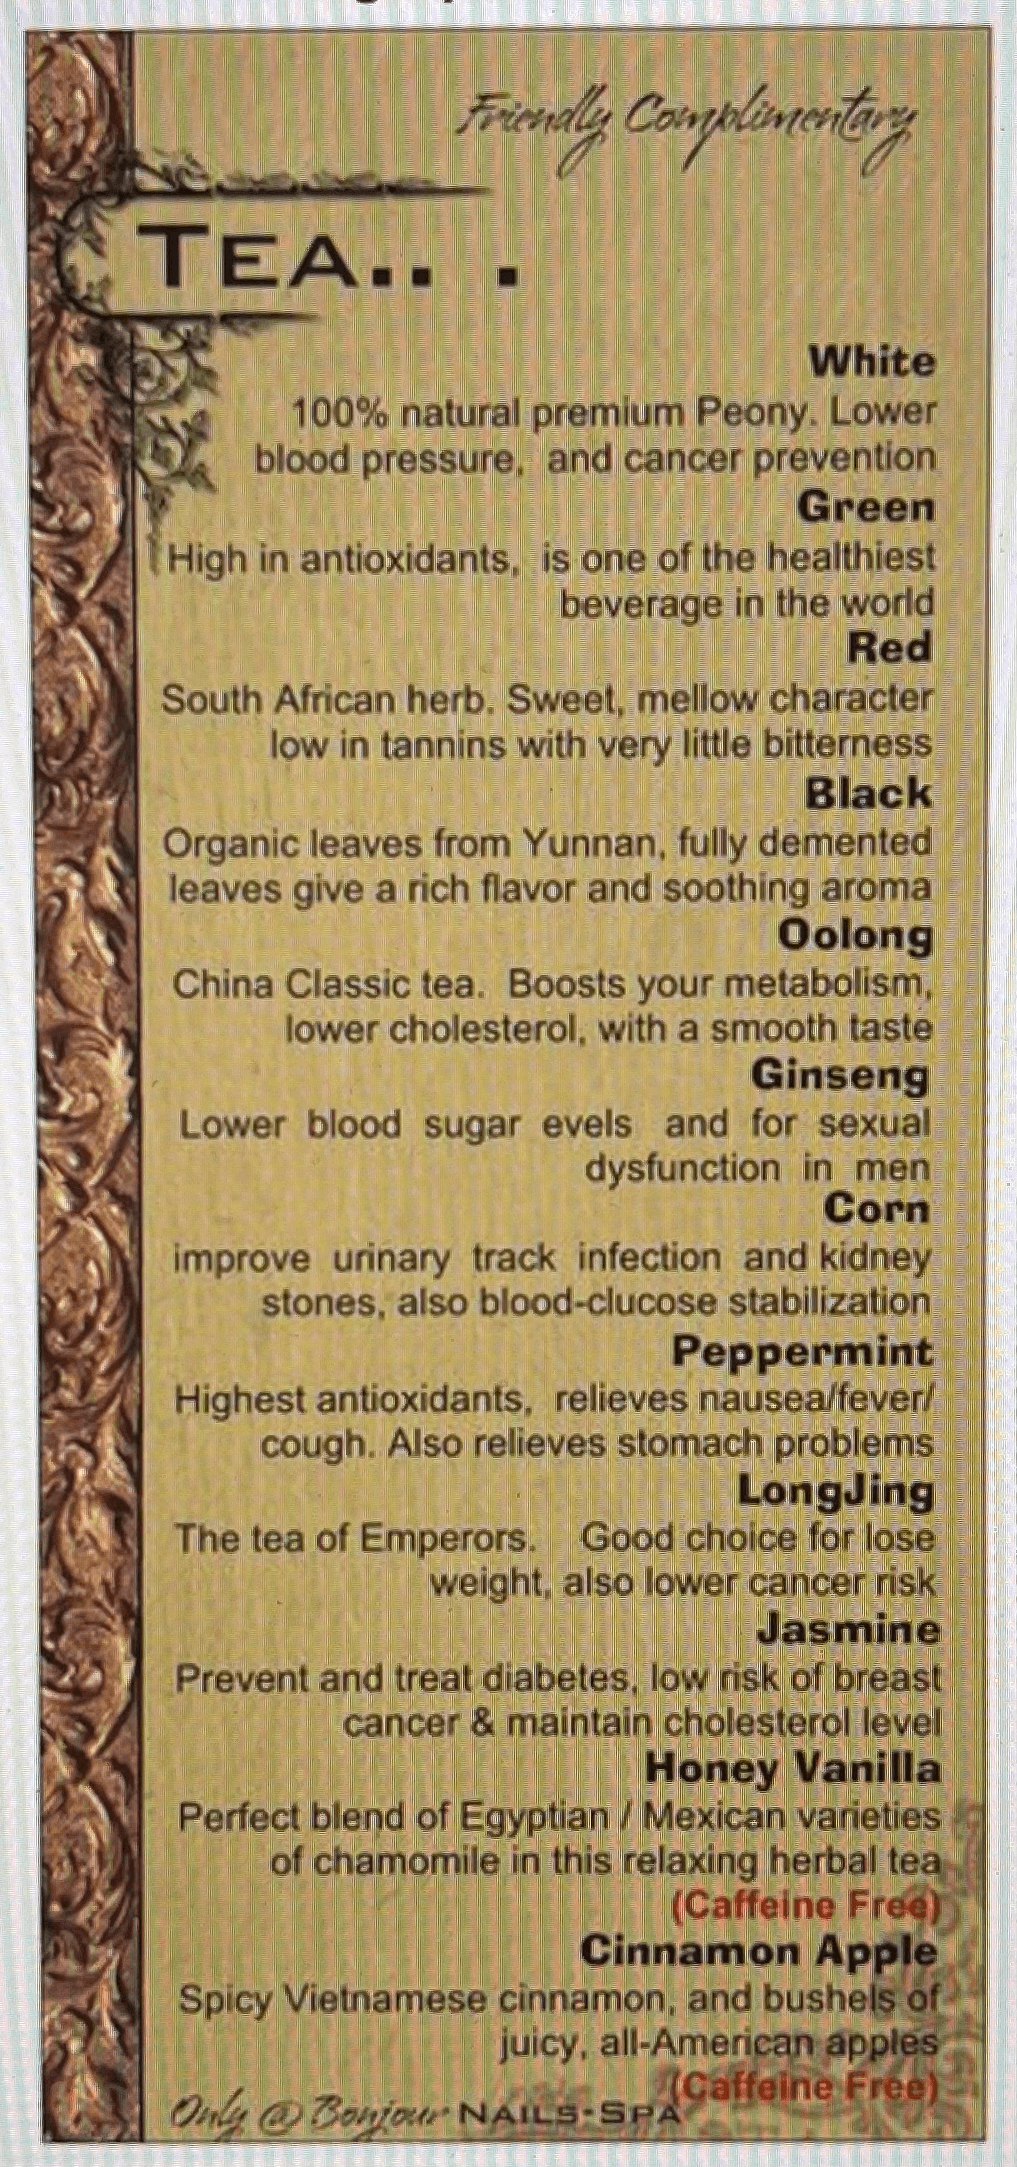 Friendly Complimentary
TEA.. .
White
100% natural premium Peony. Lower
blood pressure, and cancer prevention
Green
High in antioxidants, is one of the healthiest
beverage in the world
Red
South African herb. Sweet, mellow character
low in tannins with very little bitterness
Black
Organic leaves from Yunnan, fully demented
leaves give a rich flavor and soothing aroma
Oolong
China Classic tea. Boosts your metabolism,
lower cholesterol, with a smooth taste
Ginseng
Lower blood sugar evels and for sexual
dysfunction in men
Corn
improve urinary track infection and kidney
stones, also blood-clucose stabilization
Peppermint
Highest antioxidants, relieves nausea/fever/
cough. Also relieves stomach problems
LongJing
The tea of Emperors. Good choice for lose
weight, also lower cancer risk
Jasmine
Prevent and treat diabetes, low risk of breast
cancer & maintain cholesterol level
Honey Vanilla
Perfect blend of Egyptian / Mexican varieties
of chamomile in this relaxing herbal tea
(Caffeine Free)
Cinnamon Apple
Spicy Vietnamese cinnamon, and bushels of
juicy, all-American apples
(Caffeine Free)
Only @ Bonjour NAILS-SPA